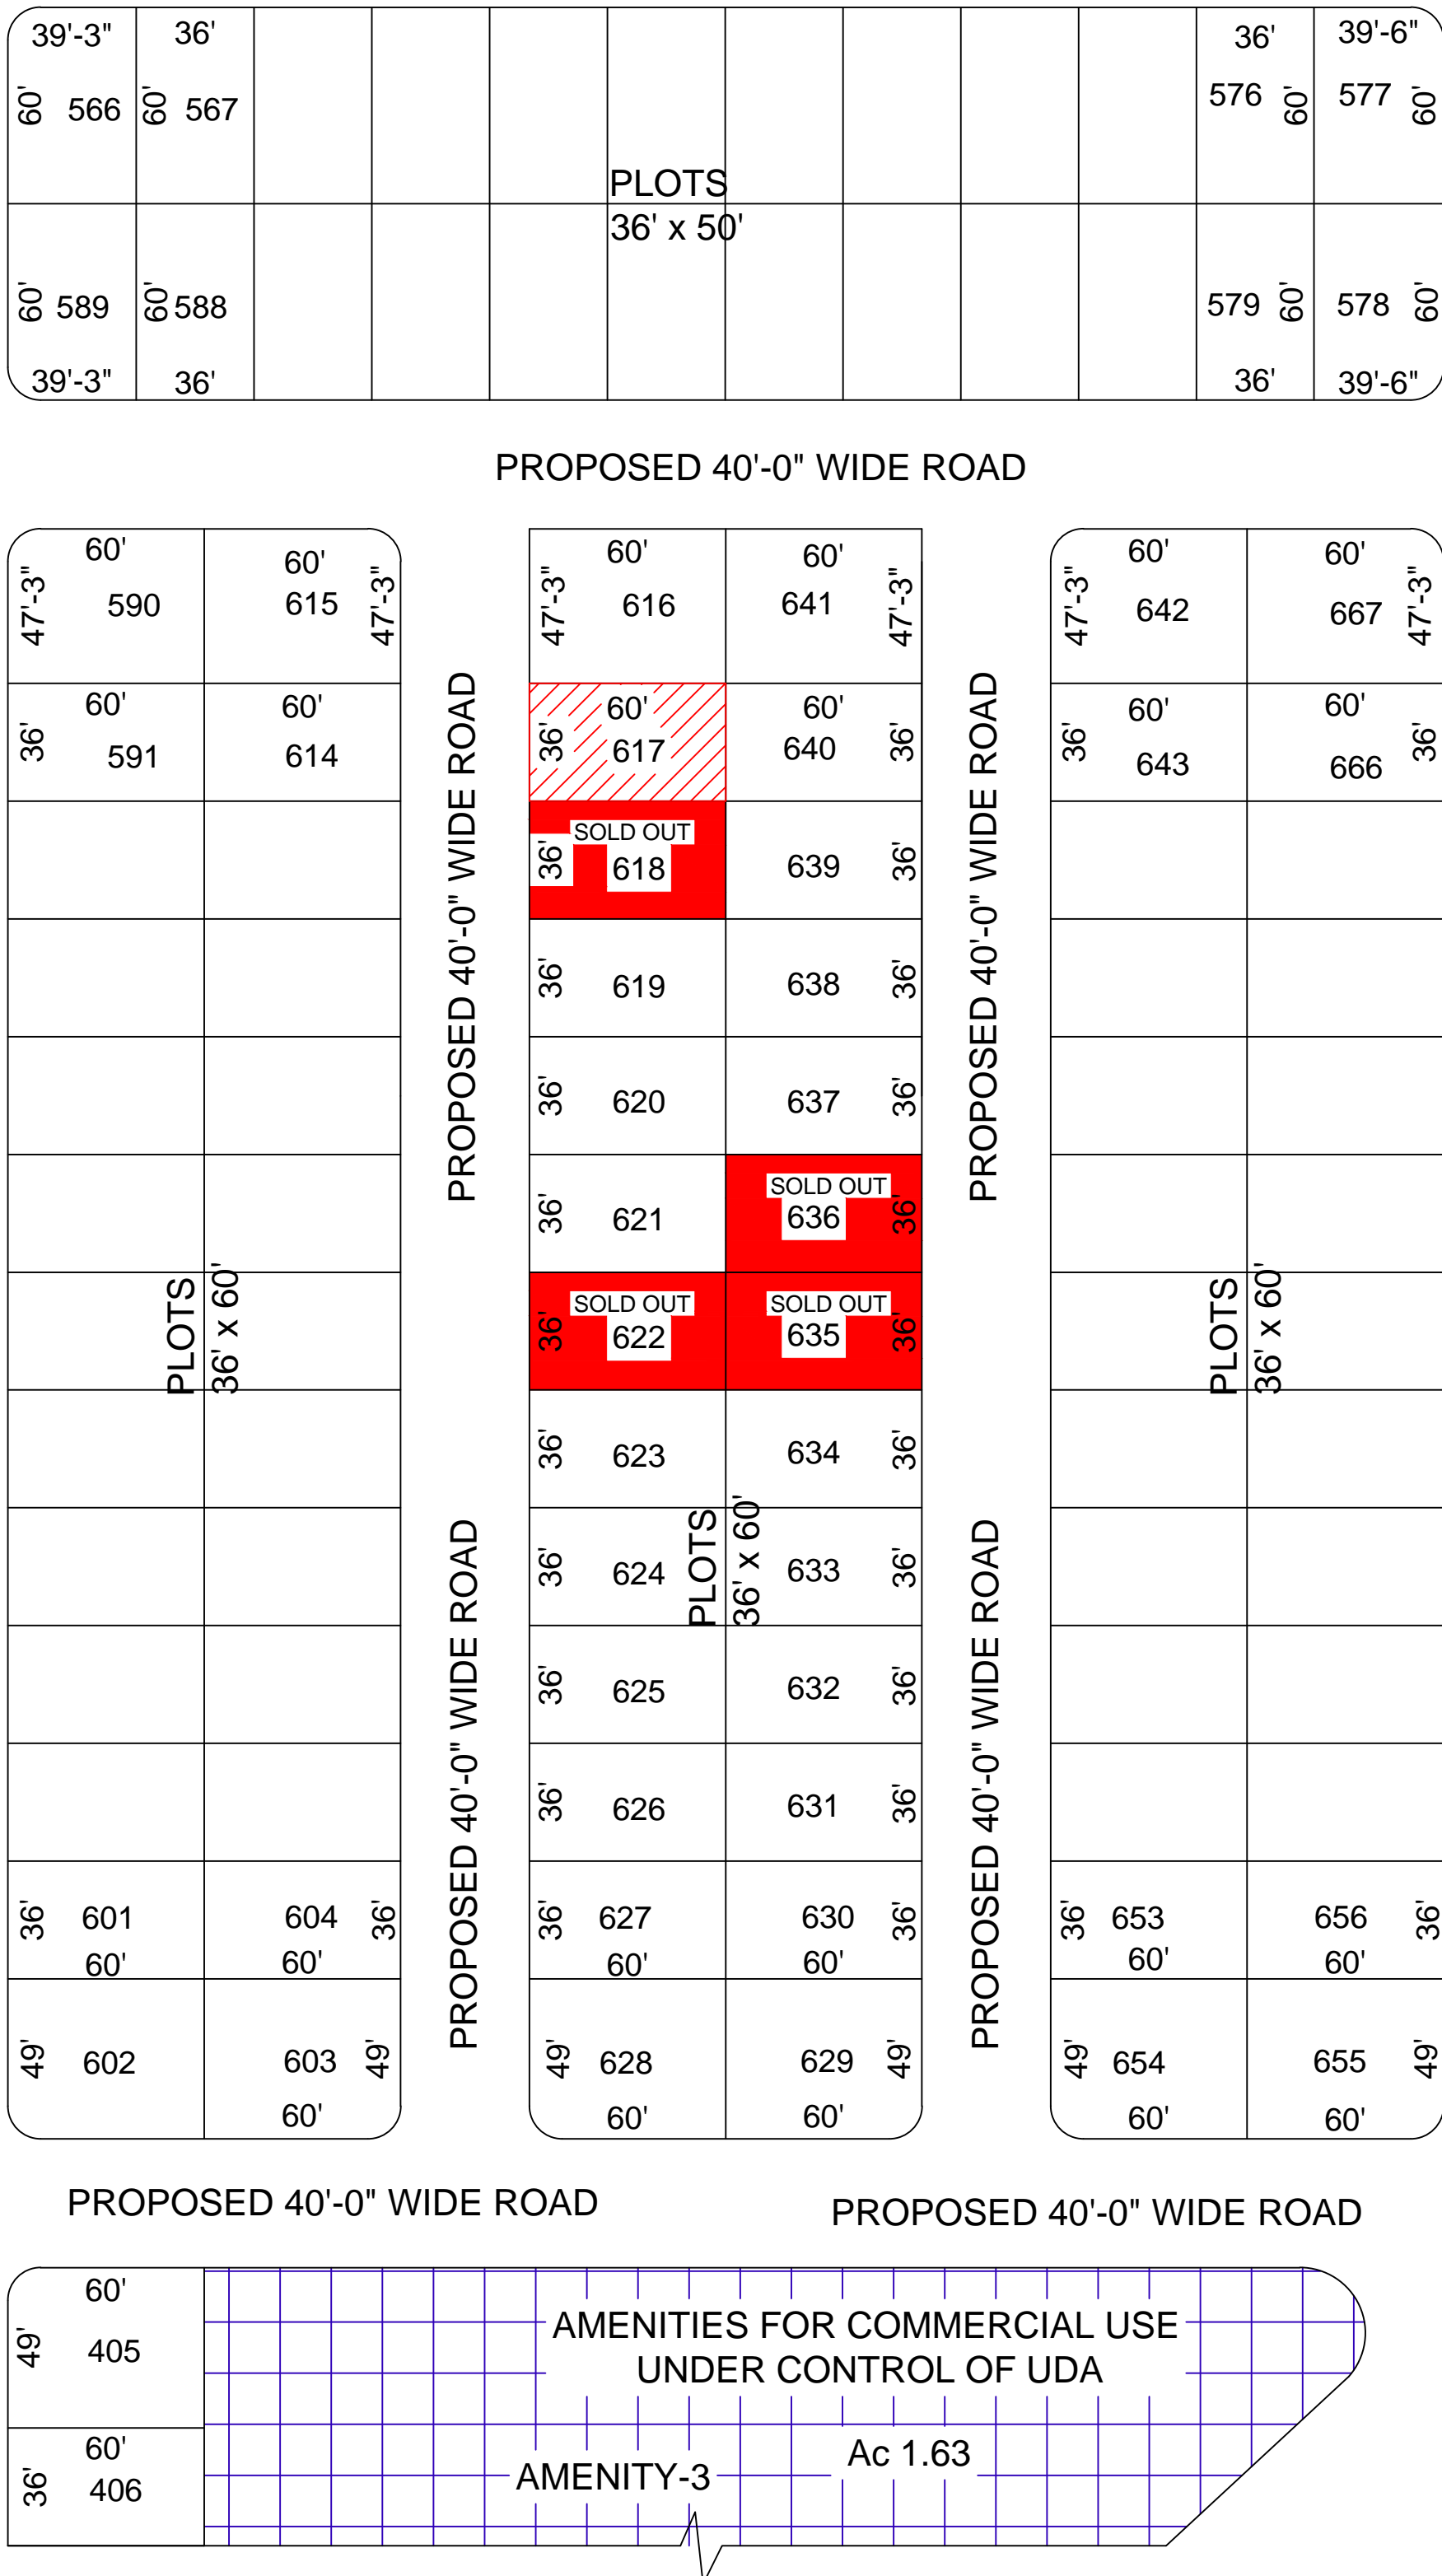 39'-3" 36' 36' 39'-6"
60' 566 60' 567 576 60' 577 60'
PLOTS
36' x 50'
60' 589 60' 588 579 60' 578 60'
39'-3" 36' 36' 39'-6"
PROPOSED 40'-0" WIDE ROAD
60' 60' 60' 60' 60' 60'
47'-3" 590 615 47'-3" 47'-3" 616 641 47'-3" 47'-3" 642 667 47'-3"
60' 60' 60' 60' 60' 60'
36' 591 614 36' 617 640 36' 36' 643 666 36'
PROPOSED 40'-0" WIDE ROAD
PROPOSED 40'-0" WIDE ROAD
SOLD OUT
36' 618 639 36'
36' 619 638 36'
36' 620 637 36'
SOLD OUT
36' 621 636 36'
SOLD OUT SOLD OUT
36' 622 635 36'
PLOTS
36' x 60'
PLOTS
36' x 60'
36' 623 634 36'
36' 624 633 36'
PLOTS
36' x 60'
36' 625 632 36'
36' 626 631 36'
PROPOSED 40'-0" WIDE ROAD
PROPOSED 40'-0" WIDE ROAD
36' 601 604 36' 36' 627 630 36' 36' 653 656 36'
60' 60' 60' 60' 60' 60'
49' 602 603 49' 49' 628 629 49' 49' 654 655 49'
60' 60' 60' 60' 60'
PROPOSED 40'-0" WIDE ROAD PROPOSED 40'-0" WIDE ROAD
60'
49' 405
AMENITIES FOR COMMERCIAL USE
UNDER CONTROL OF UDA
60'
36' 406
AMENITY-3 Ac 1.63